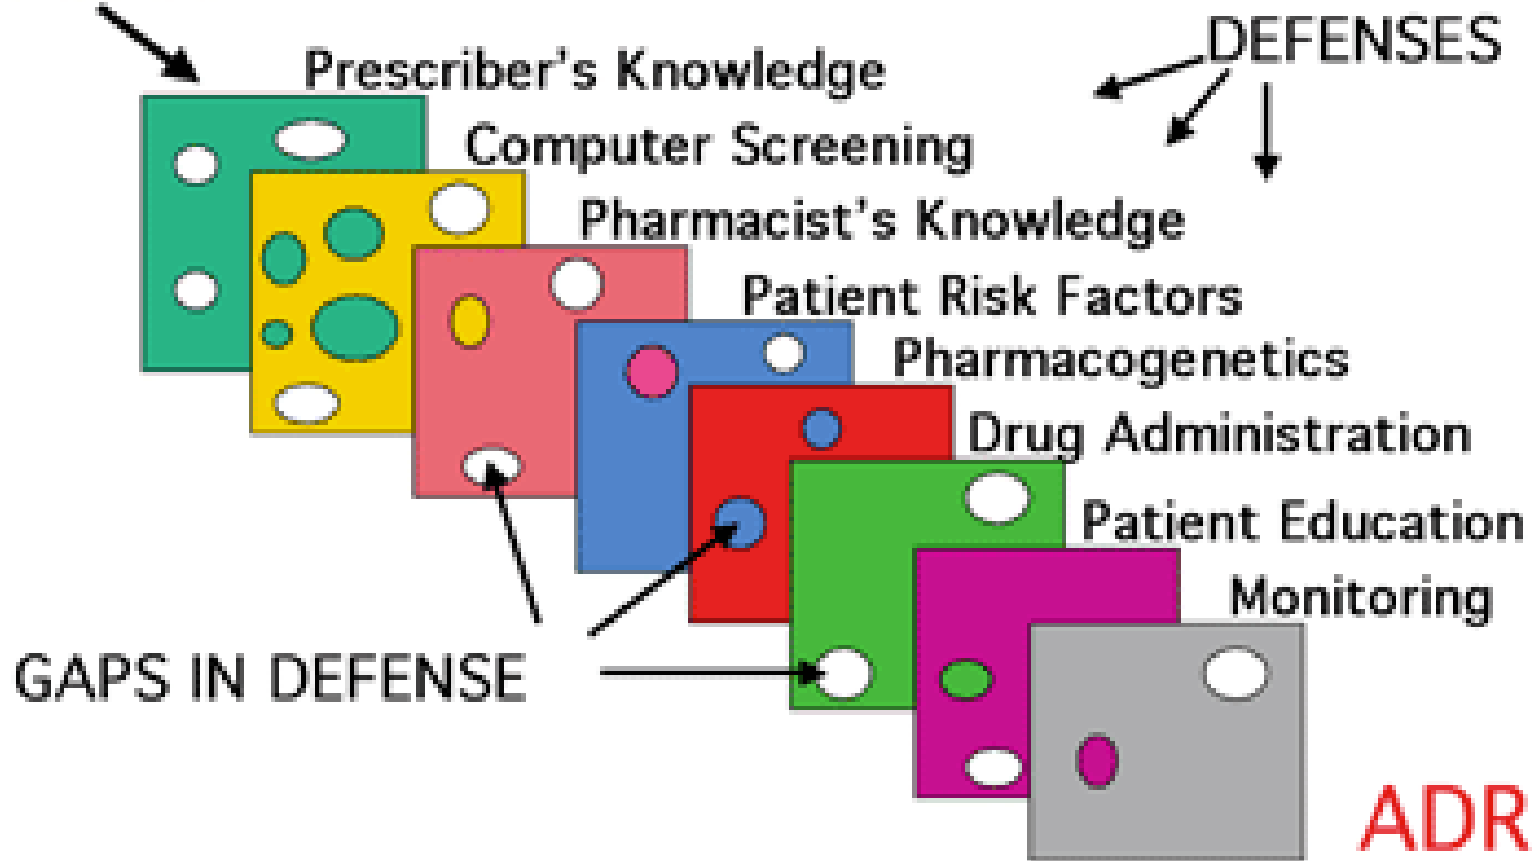 DEFENSES
Prescriber's Knowledge
Computer Screening
Pharmacist's Knowledge
Patient Risk Factors
Pharmacogenetics
Drug Administration
Patient Education
Monitoring
GAPS IN DEFENSE
ADR